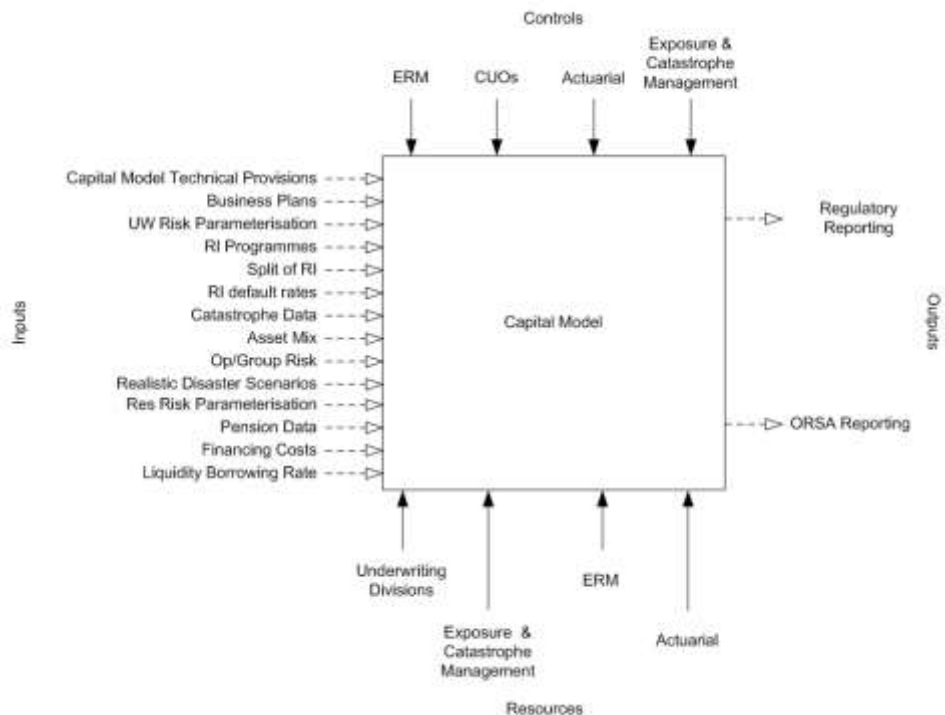 Controls
ERM
CUOs
Actuarial
Exposure &
Catastrophe
Management
Capital Model Technical Provisions
Business Plans
UW Risk Parameterisation
RI Programmes
Split of RI
RI default rates
Catastrophe Data
Asset Mix
Op/Group Risk
Realistic Disaster Scenarios
Res Risk Parameterisation
Pension Data
Financing Costs
Liquidity Borrowing Rate
Inputs
Capital Model
Regulatory
Reporting
ORSA Reporting
Outputs
Underwriting
Divisions
Exposure &
Catastrophe
Management
ERM
Actuarial
Resources